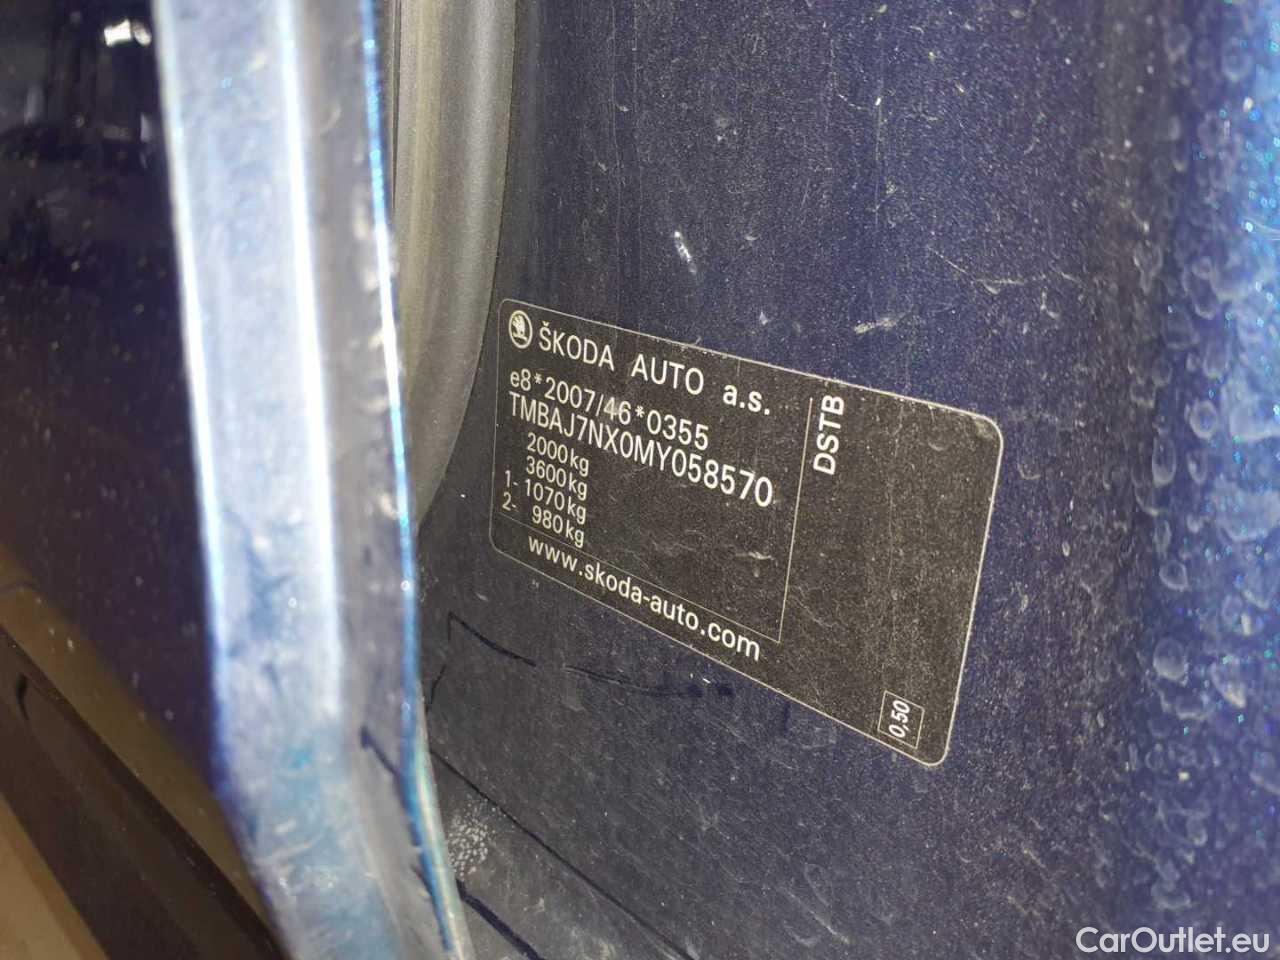 ŠKODA AUTO a.s.
e8*2007/46*0355
TMBAJ7NX0MY058570
2000kg
3600kg
1- 1070kg
2- 980kg
www.skoda-auto.com
DSTB
0,50
CarOutlet.eu